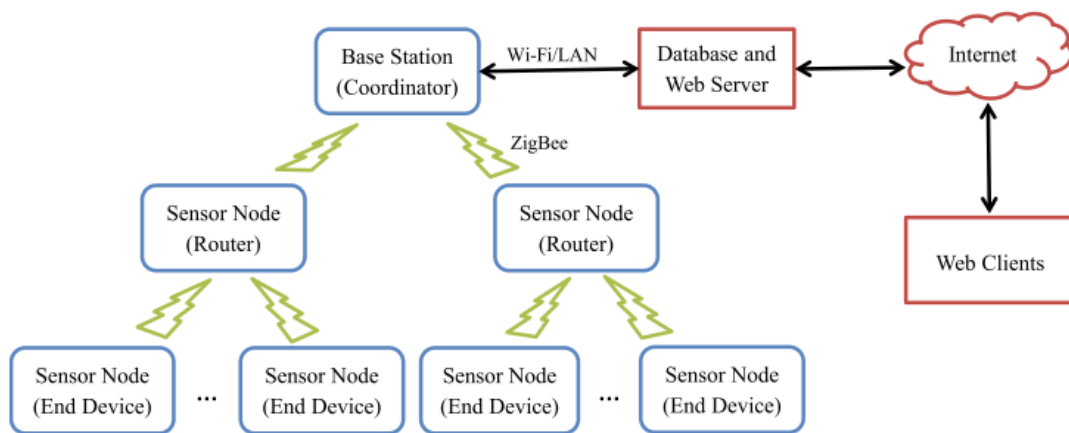 Base Station
(Coordinator)
Wi-Fi/LAN
Database and
Web Server
Internet
ZigBee
Sensor Node
(Router)
Sensor Node
(Router)
Web Clients
Sensor Node
(End Device)
...
Sensor Node
(End Device)
Sensor Node
(End Device)
...
Sensor Node
(End Device)